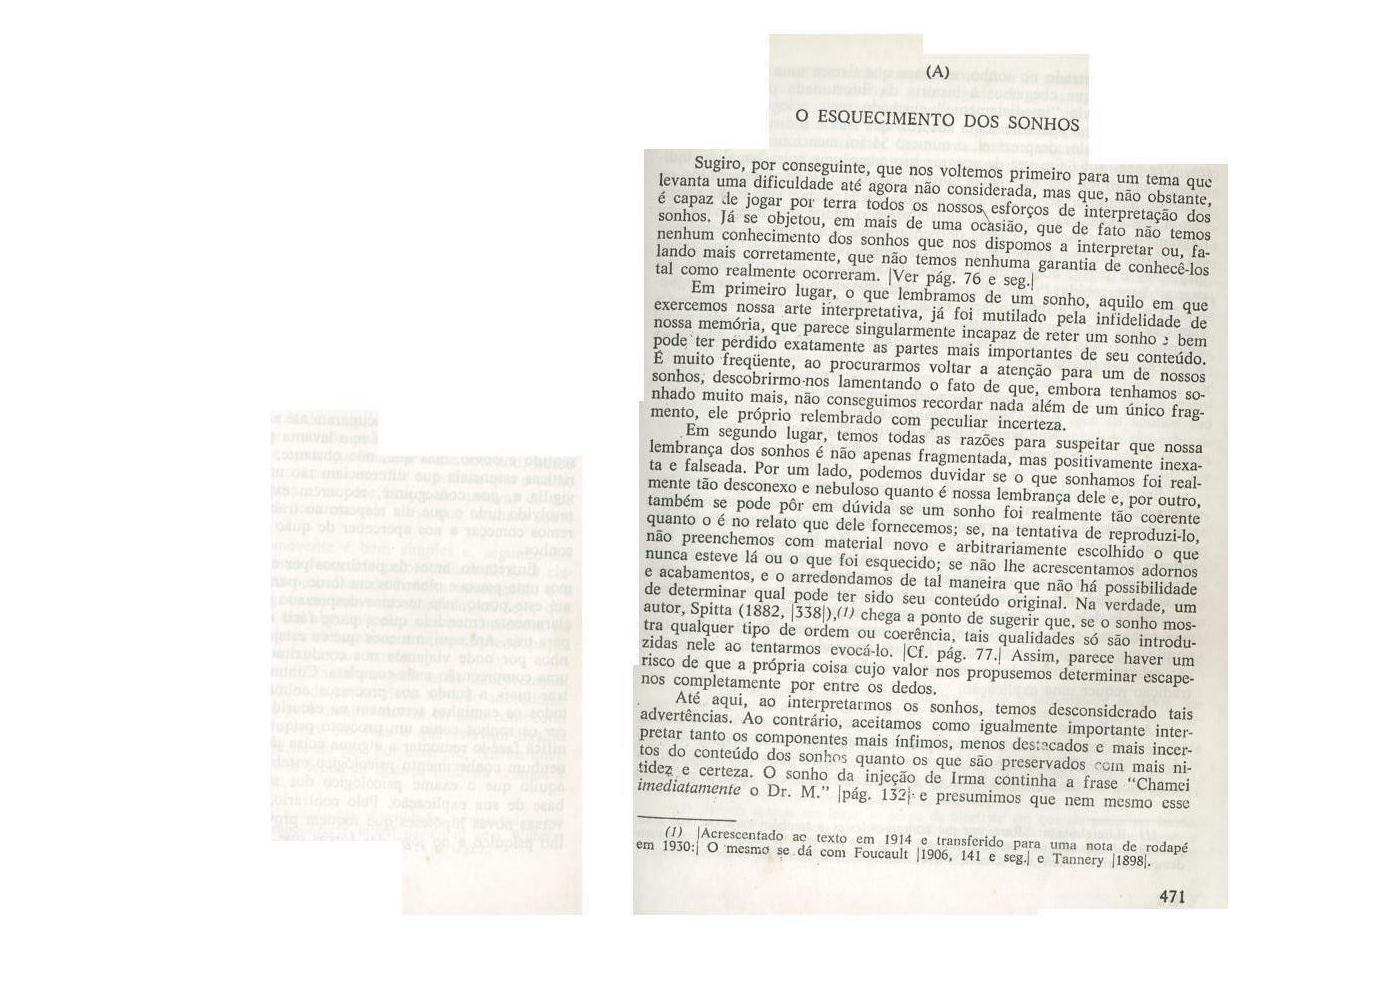 (A)
O ESQUECIMENTO DOS SONHOS
Sugiro, por conseguinte, que nos voltemos primeiro para um tema que
levanta uma dificuldade até agora não considerada, mas que, não obstante,
é capaz de jogar por terra todos os nossos esforços de interpretação dos
sonhos. Já se objetou, em mais de uma ocasião, que de fato não temos
nenhum conhecimento dos sonhos que nos dispomos a interpretar ou, fa-
lando mais corretamente, que não temos nenhuma garantia de conhecê-los
tal como realmente ocorreram. |Ver pág. 76 e seg.|
Em primeiro lugar, o que lembramos de um sonho, aquilo em que
exercemos nossa arte interpretativa, já foi mutilado pela infidelidade de
nossa memória, que parece singularmente incapaz de reter um sonho e bem
pode ter perdido exatamente as partes mais importantes de seu conteúdo.
É muito freqüente, ao procurarmos voltar a atenção para um de nossos
sonhos, descobrirmo-nos lamentando o fato de que, embora tenhamos so-
nhado muito mais, não conseguimos recordar nada além de um único frag-
mento, ele próprio relembrado com peculiar incerteza.
Em segundo lugar, temos todas as razões para suspeitar que nossa
lembrança dos sonhos é não apenas fragmentada, mas positivamente inexa-
ta e falseada. Por um lado, podemos duvidar se o que sonhamos foi real-
mente tão desconexo e nebuloso quanto é nossa lembrança dele e, por outro,
também se pode pôr em dúvida se um sonho foi realmente tão coerente
quanto o é no relato que dele fornecemos; se, na tentativa de reproduzi-lo,
não preenchemos com material novo e arbitrariamente escolhido o que
nunca esteve lá ou o que foi esquecido; se não lhe acrescentamos adornos
e acabamentos, e o arredondamos de tal maneira que não há possibilidade
de determinar qual pode ter sido seu conteúdo original. Na verdade, um
autor, Spitta (1882, |338|),(1) chega a ponto de sugerir que, se o sonho mos-
tra qualquer tipo de ordem ou coerência, tais qualidades só são introdu-
zidas nele ao tentarmos evocá-lo. |Cf. pág. 77.| Assim, parece haver um
risco de que a própria coisa cujo valor nos propusemos determinar escape-
nos completamente por entre os dedos.
Até aqui, ao interpretarmos os sonhos, temos desconsiderado tais
advertências. Ao contrário, aceitamos como igualmente importante inter-
pretar tanto os componentes mais ínfimos, menos destacados e mais incer-
tos do conteúdo dos sonhos quanto os que são preservados com mais ni-
tidez e certeza. O sonho da injeção de Irma continha a frase “Chamei
imediatamente o Dr. M.” |pág. 132| e presumimos que nem mesmo esse
(1) |Acrescentado ao texto em 1914 e transferido para uma nota de rodapé
em 1930:| O mesmo se dá com Foucault |1906, 141 e seg.| e Tannery |1898|.
471